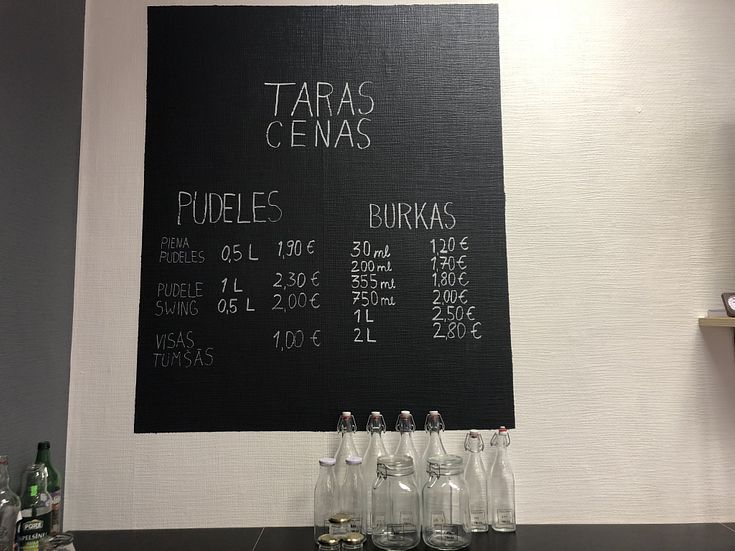 TARAS
CENAS
PUDELES
PIENA
PUDELES 0,5 L 1,90 €
PUDELE 1 L 2,30 €
SWING 0,5 L 2,00 €
VISAS 1,00 €
TUMŠĀS
BURKAS
30 ml 1,20 €
200 ml 1,70 €
355 ml 1,80 €
750 ml 2,00 €
1 L 2,50 €
2 L 2,80 €